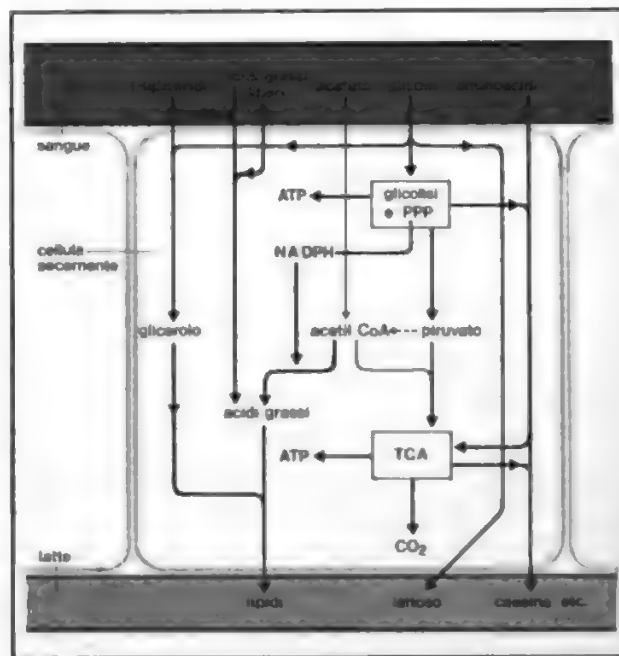 trigliceridi
acidi grassi
liberi
acetato
glucosio
aminoacidi
sangue
ATP
glicolisi
e PPP
cellula
secernente
NADPH
glicerolo
acetil CoA
piruvato
acidi grassi
ATP
TCA
CO₂
latte
lipidi
lattosio
caseina etc.